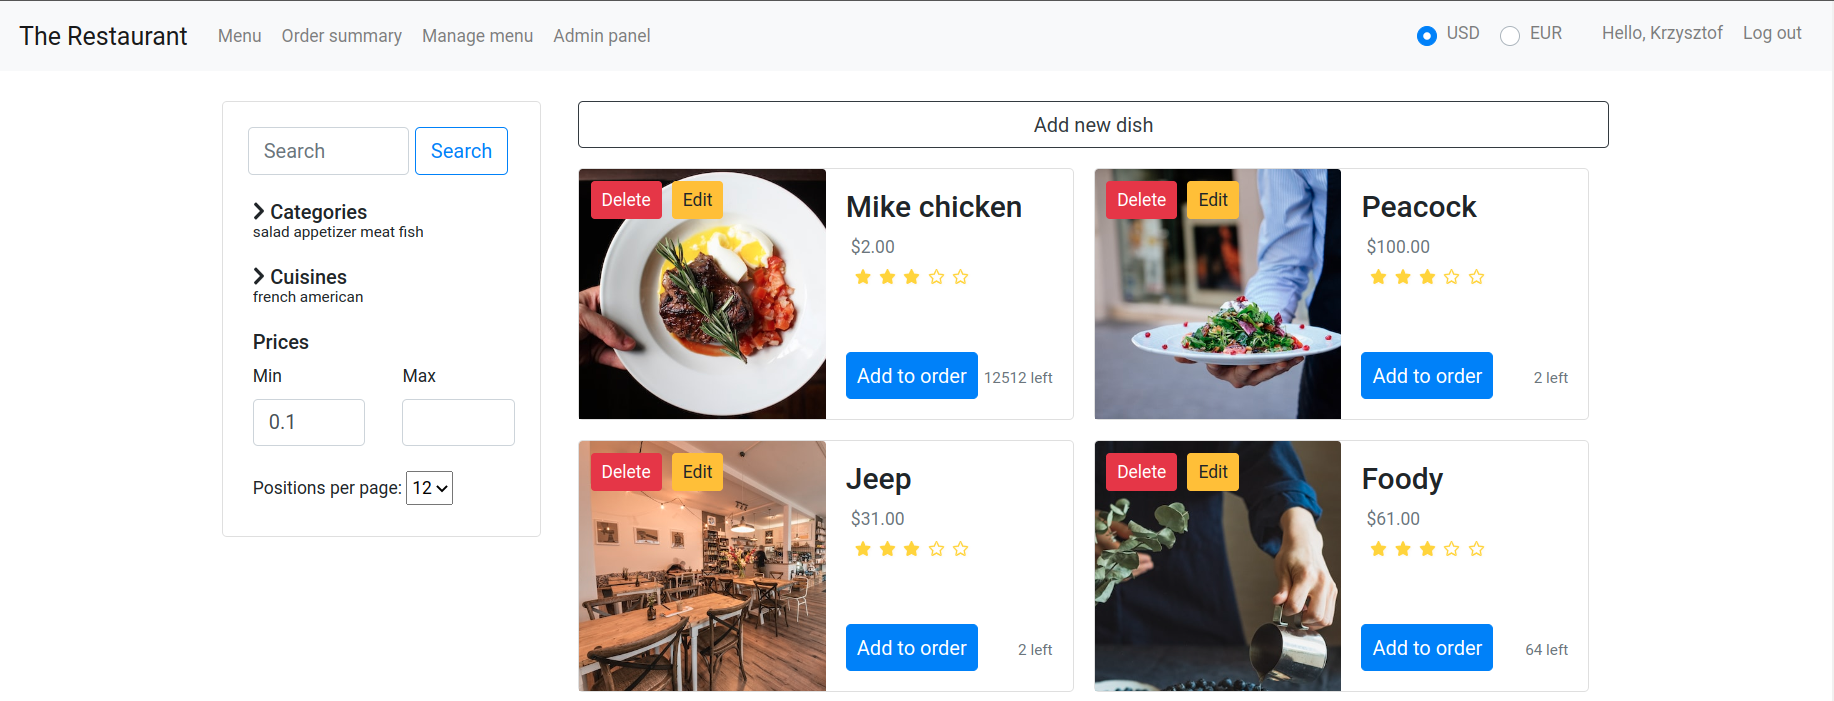 The Restaurant Menu Order summary Manage menu Admin panel USD EUR Hello, Krzysztof Log out
Search Search
Categories
salad appetizer meat fish
Cuisines
french american
Prices
Min Max
0.1
Positions per page: 12
Add new dish
Delete Edit
Mike chicken
$2.00
Add to order 12512 left
Delete Edit
Peacock
$100.00
Add to order 2 left
Delete Edit
Jeep
$31.00
Add to order 2 left
Delete Edit
Foody
$61.00
Add to order 64 left